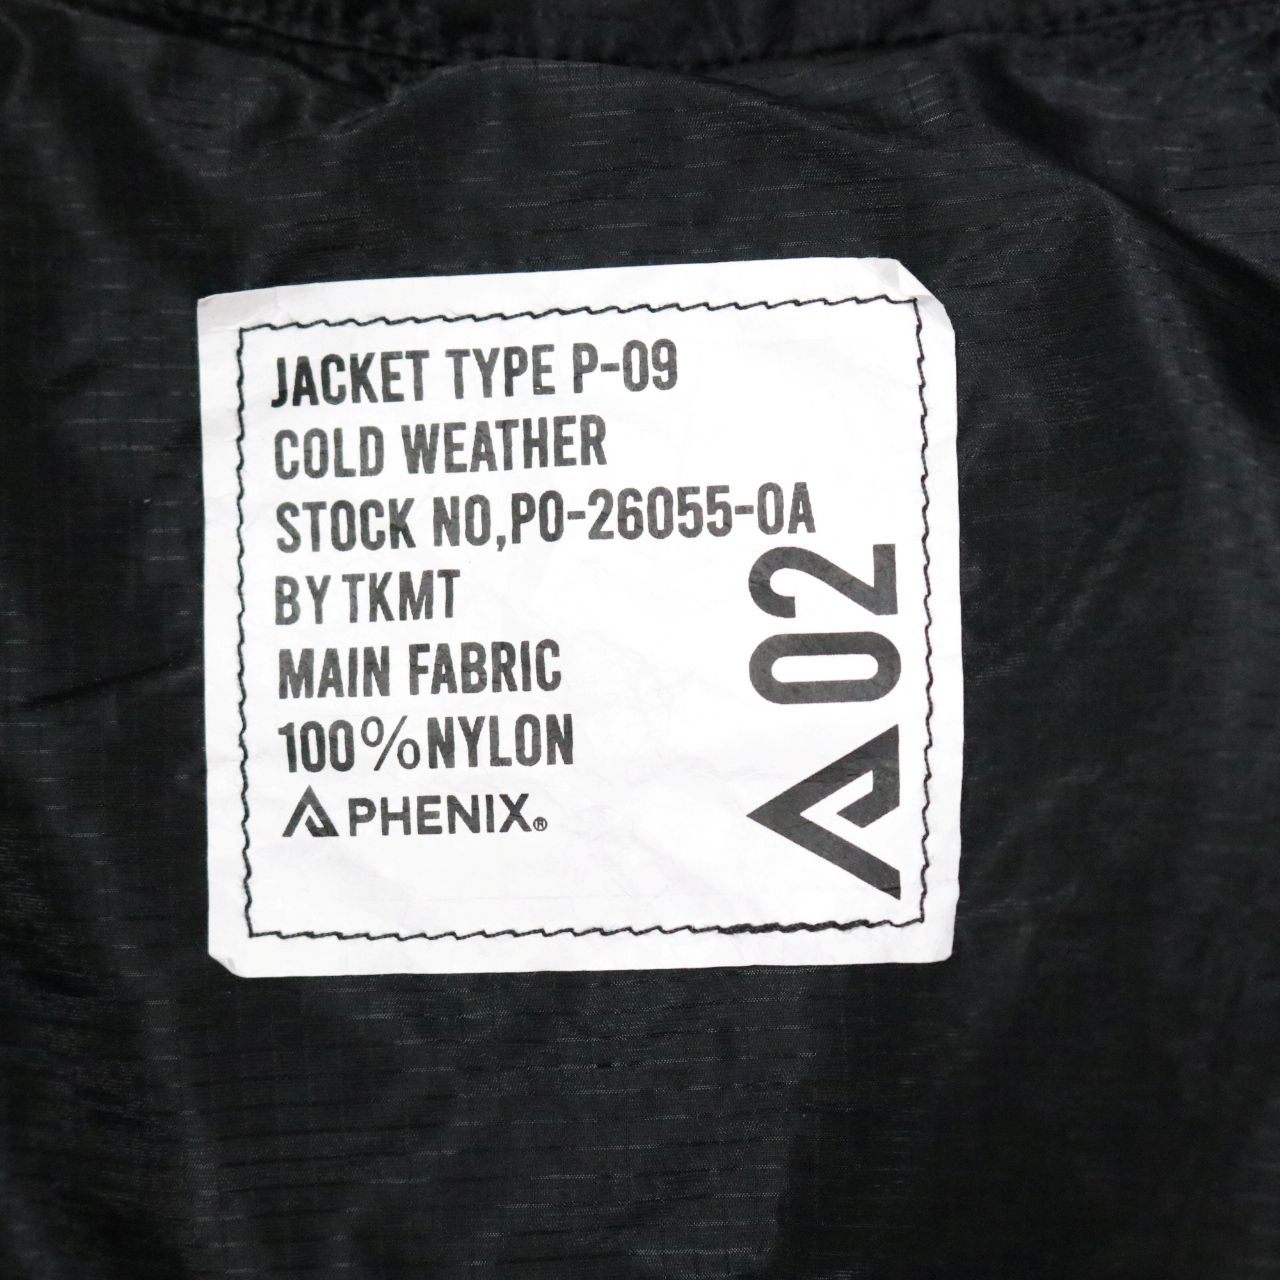 JACKET TYPE P-09
COLD WEATHER
STOCK NO,PO-26055-0A
BY TKMT
MAIN FABRIC
100%NYLON
PHENIX®
02